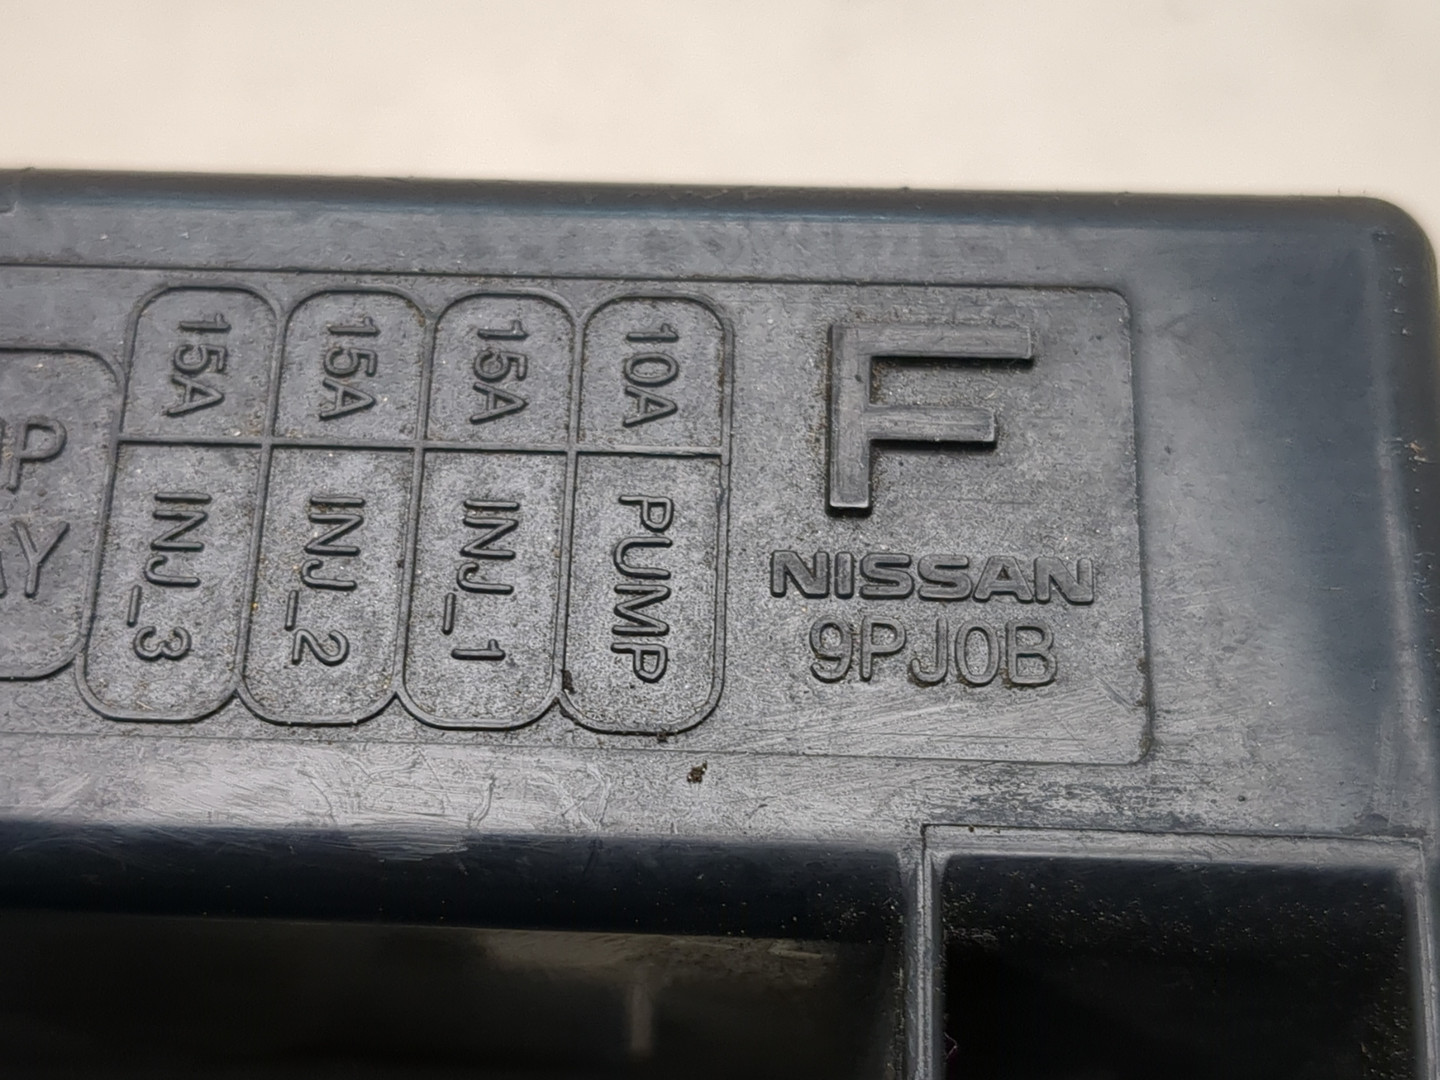 15A
15A
15A
10A
INJ_3
INJ_2
INJ_1
PUMP
F
NISSAN
9PJ0B